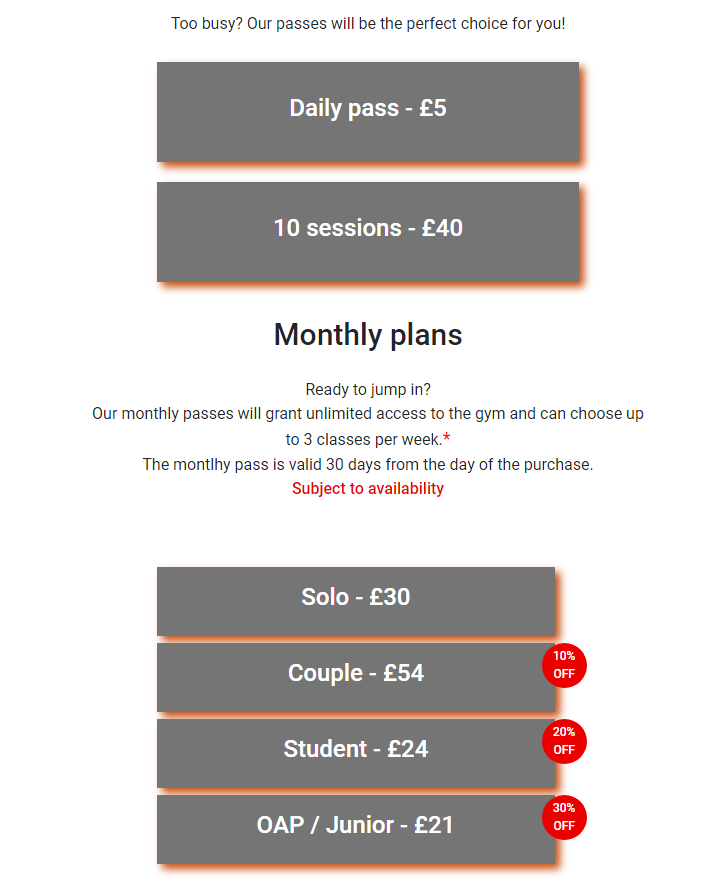 Too busy? Our passes will be the perfect choice for you!
Daily pass - £5
10 sessions - £40
Monthly plans
Ready to jump in?
Our monthly passes will grant unlimited access to the gym and can choose up
to 3 classes per week.*
The montlhy pass is valid 30 days from the day of the purchase.
Subject to availability
Solo - £30
Couple - £54
10%
OFF
Student - £24
20%
OFF
OAP / Junior - £21
30%
OFF